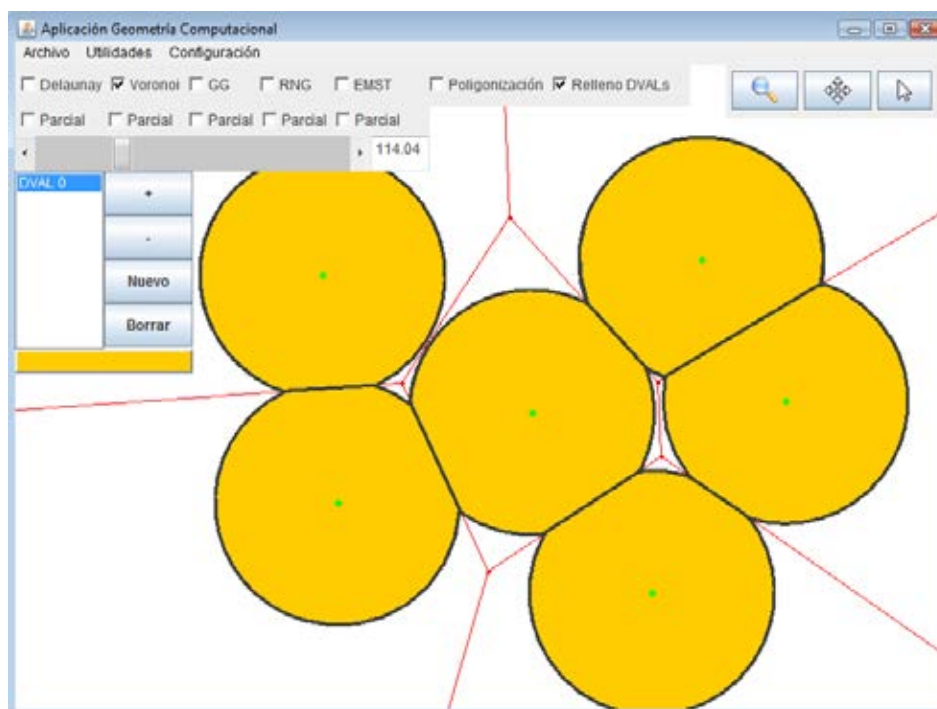 Aplicación Geometría Computacional
Archivo Utilidades Configuración
Delaunay Voronoi GG RNG EMST Poligonización Relleno DVALs
Parcial Parcial Parcial Parcial Parcial
114.04
DVAL 0
+
-
Nuevo
Borrar